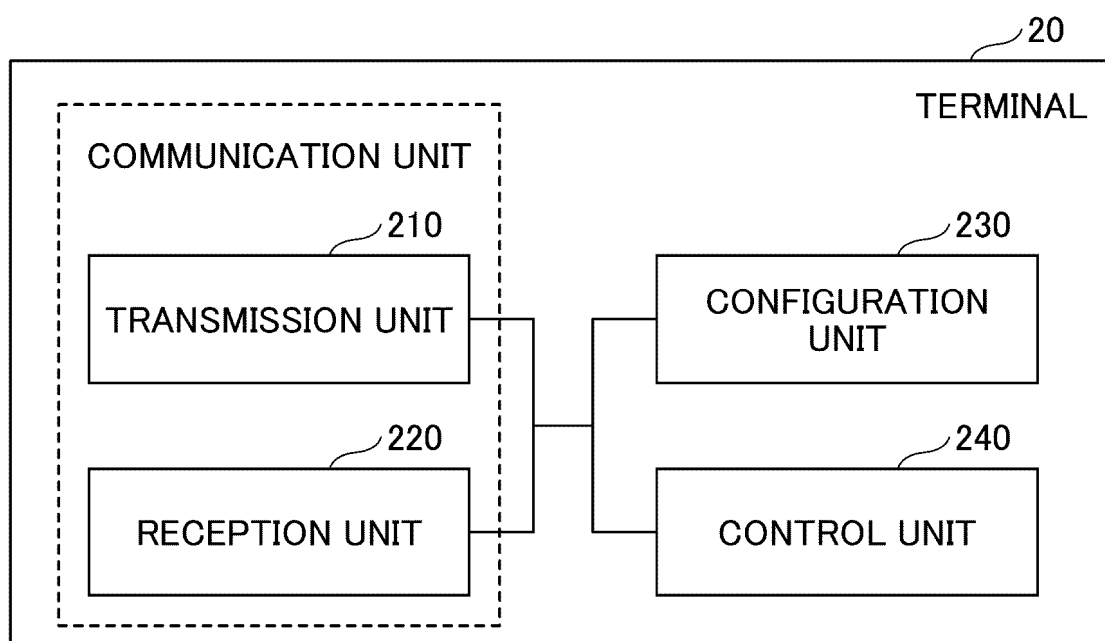 20
TERMINAL
COMMUNICATION UNIT
210
TRANSMISSION UNIT
230
CONFIGURATION
UNIT
220
RECEPTION UNIT
240
CONTROL UNIT